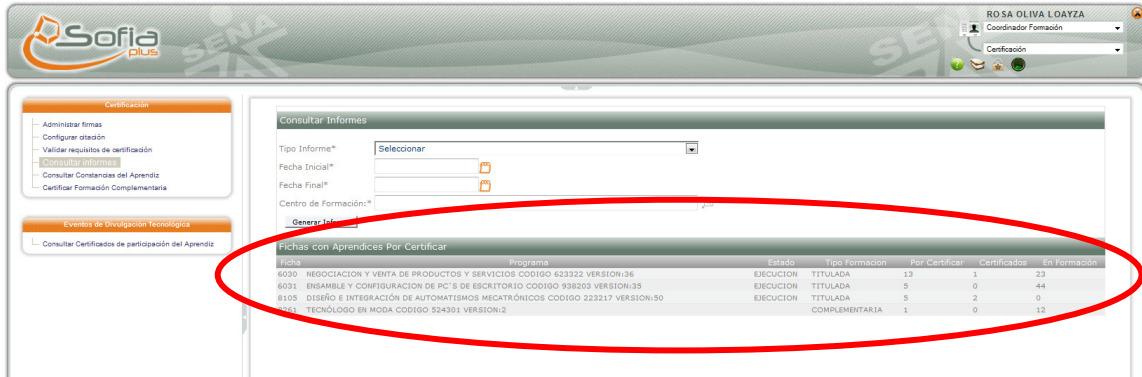 Sofia
plus
SENA
SENA
ROSA OLIVA LOAYZA
Coordinador Formación
Certificación
Certificación
Administrar firmas
Configurar citación
Validar requisitos de certificación
Consultar informes
Consultar Constancias del Aprendiz
Certificar Formación Complementaria
Eventos de Divulgación Tecnológica
Consultar Certificados de participación del Aprendiz
Consultar Informes
Tipo Informe* Seleccionar
Fecha Inicial*
Fecha Final*
Centro de Formación:*
Generar
Fichas con Aprendices Por Certificar
Ficha Programa Estado Tipo Formacion Por Certificar Certificados En Formación
6030 NEGOCIACION Y VENTA DE PRODUCTOS Y SERVICIOS CODIGO 623322 VERSION:36 EJECUCION TITULADA 13 1 23
6031 ENSAMBLE Y CONFIGURACION DE PC`S DE ESCRITORIO CODIGO 938203 VERSION:35 EJECUCION TITULADA 5 0 44
8105 DISEÑO E INTEGRACIÓN DE AUTOMATISMOS MECATRÓNICOS CODIGO 223217 VERSION:50 EJECUCION TITULADA 5 2 0
TECNÓLOGO EN MODA CODIGO 524301 VERSION:2 COMPLEMENTARIA 1 0 12